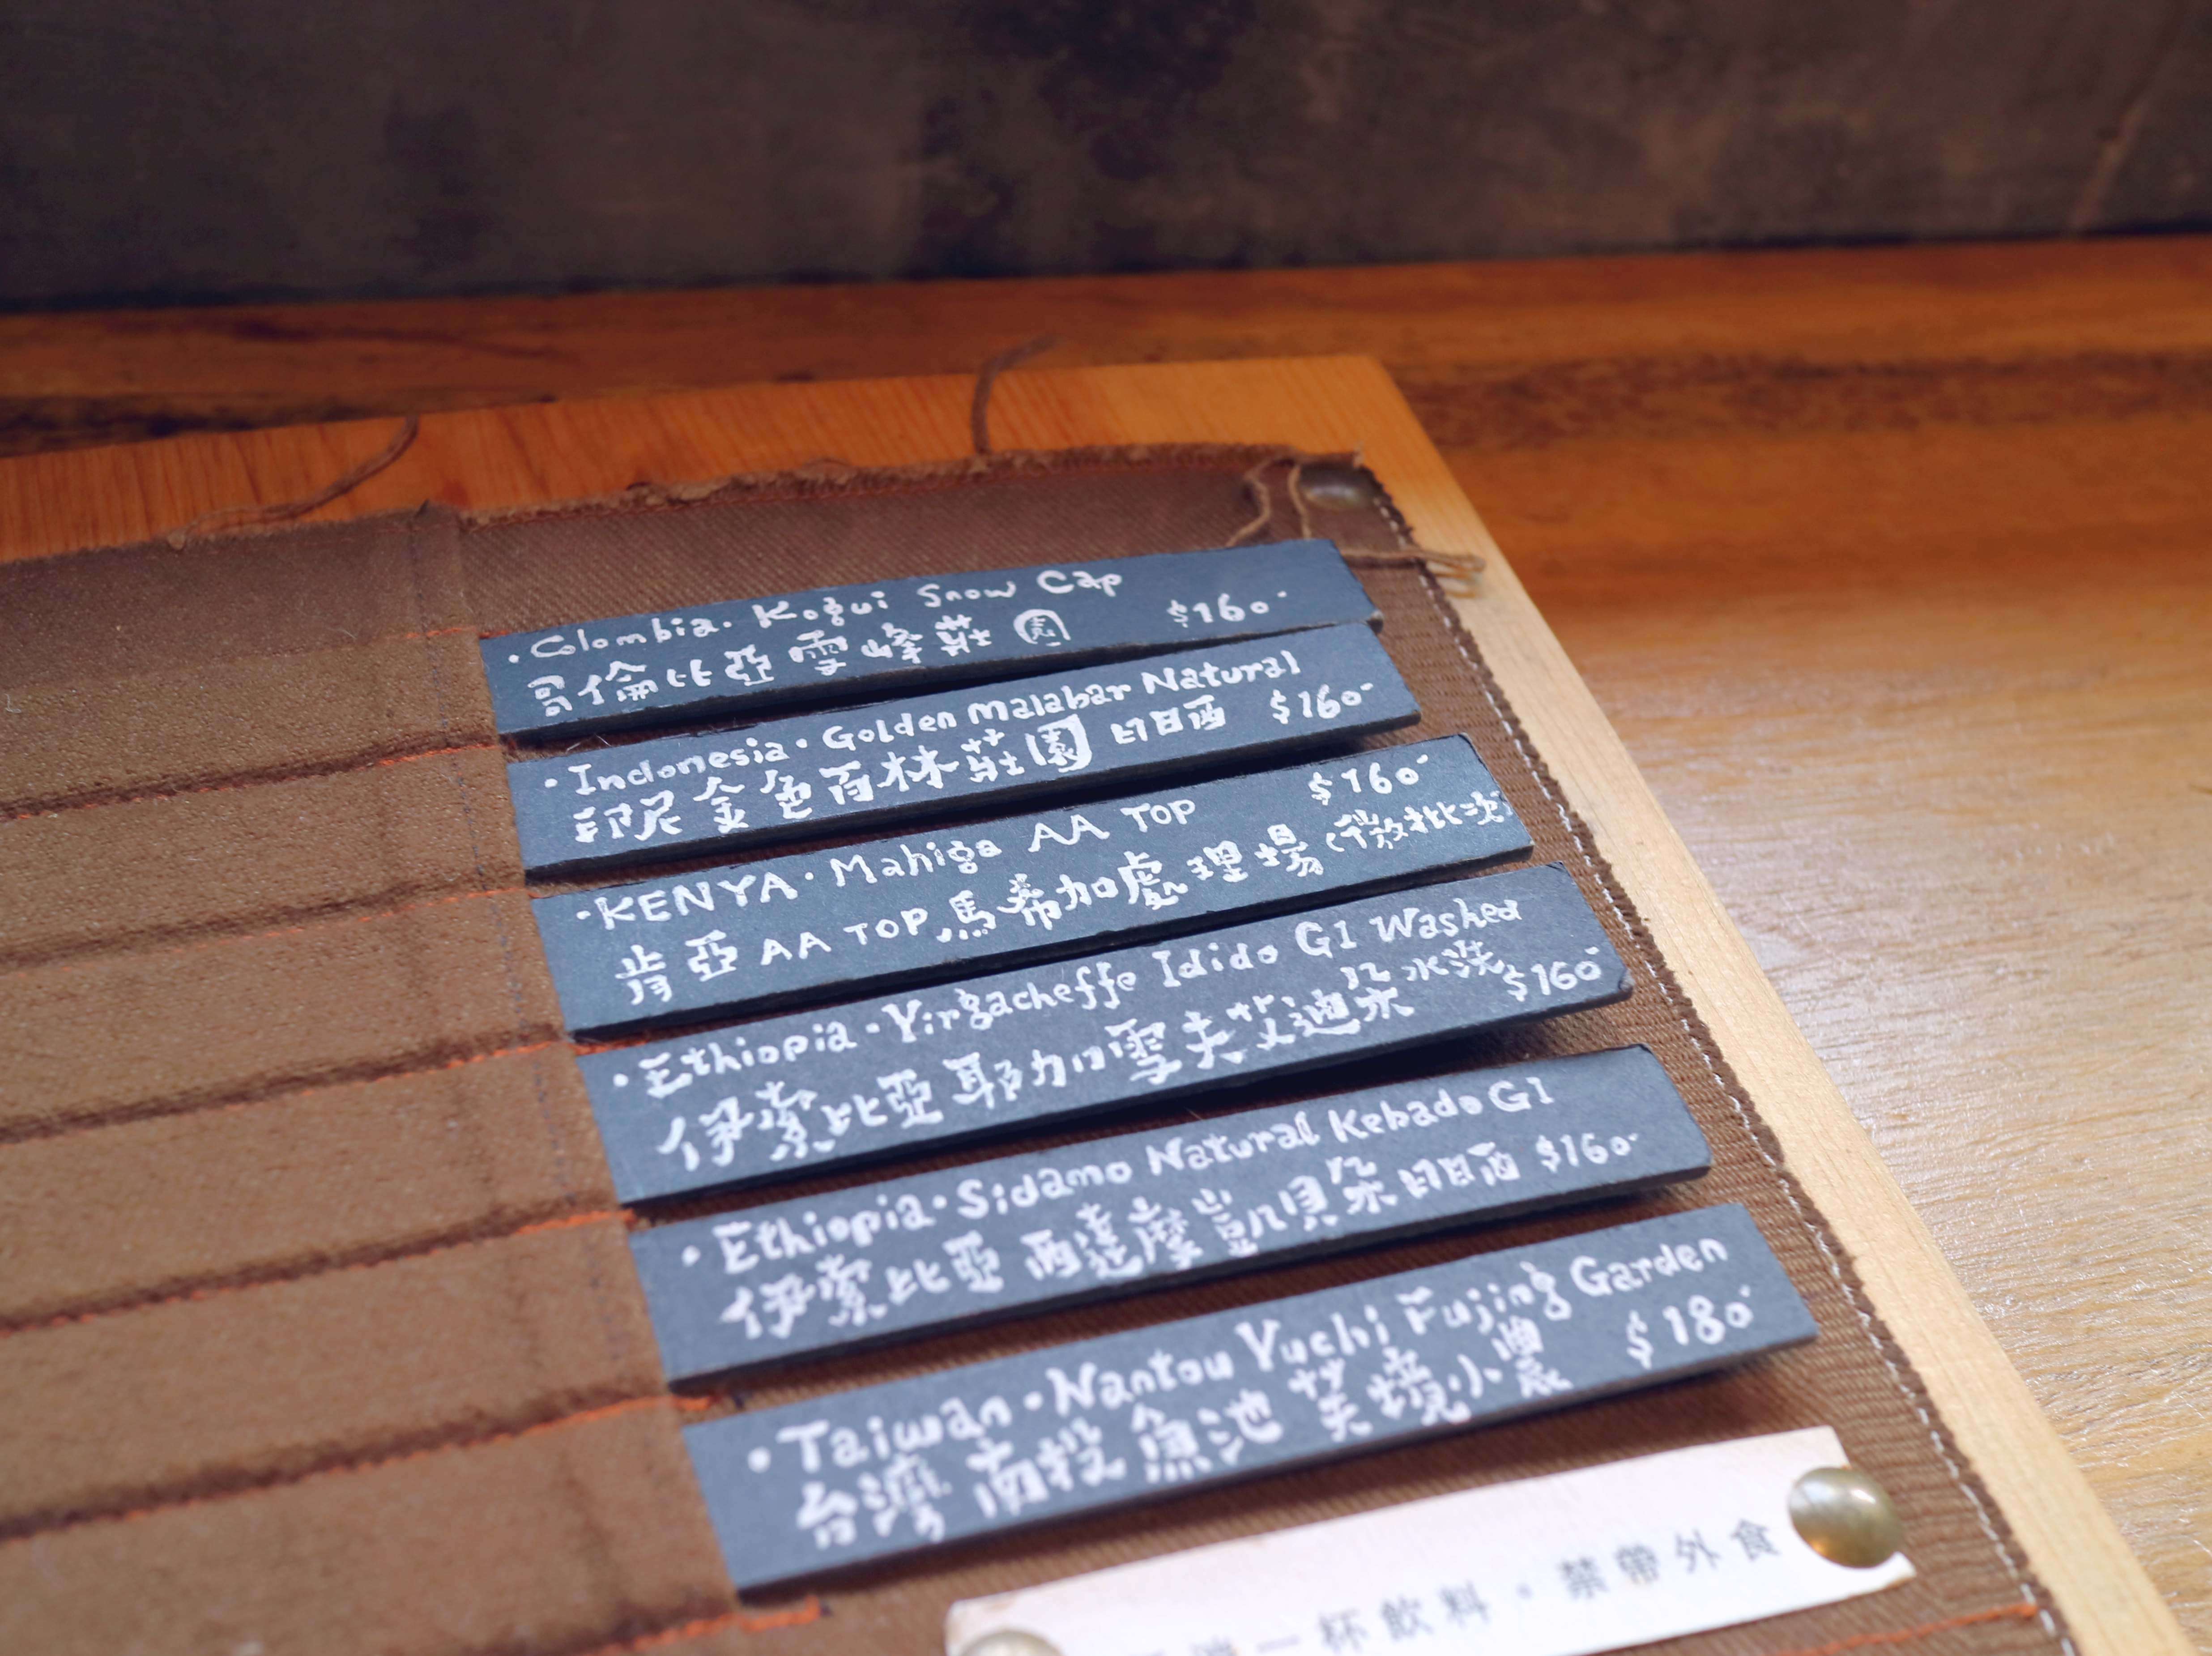 · Colombia. Kogui Snow Cap
哥倫比亞雪峰莊園 $160-
· Indonesia · Golden Malabar Natural
印尼金色百林莊園 日曬 $160-
· KENYA · Mahiga AA TOP $160-
肯亞 AA TOP 馬希加處理場 (微批次)
· Ethiopia · Yirgacheffe Idido G1 Washed
伊索比亞 耶加雪夫艾迪朵 水洗 $160-
· Ethiopia · Sidamo Natural Kebado G1
伊索比亞 西達摩 凱貝朵 日曬 $160-
· Taiwan · Nantou Yuchi Fujing Garden
台灣 南投 魚池 芙境小農 $180-
一杯飲料。禁帶外食